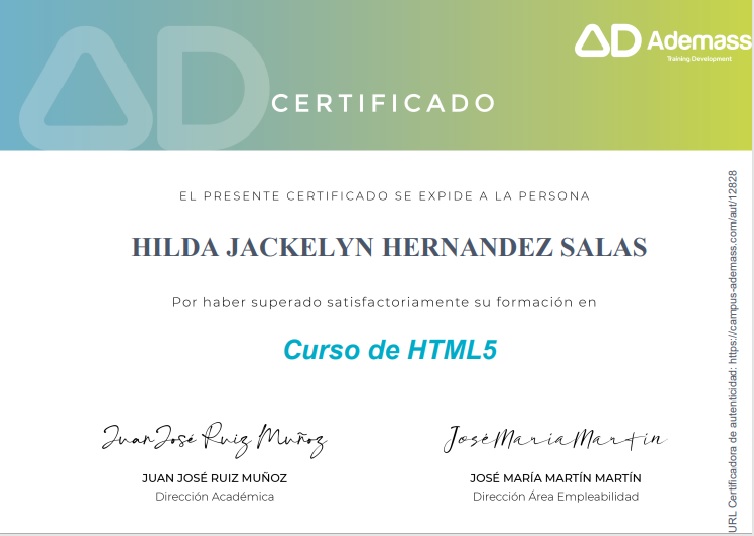 AD Ademass
Training, Development
CERTIFICADO
EL PRESENTE CERTIFICADO SE EXPIDE A LA PERSONA
HILDA JACKELYN HERNANDEZ SALAS
Por haber superado satisfactoriamente su formación en
Curso de HTML5
Juan José Ruiz Muñoz
José María Martín
JUAN JOSÉ RUIZ MUÑOZ
JOSÉ MARÍA MARTÍN MARTÍN
Dirección Académica
Dirección Área Empleabilidad
URL Certificadora de autenticidad: https://campus-ademass.com/aut/12828